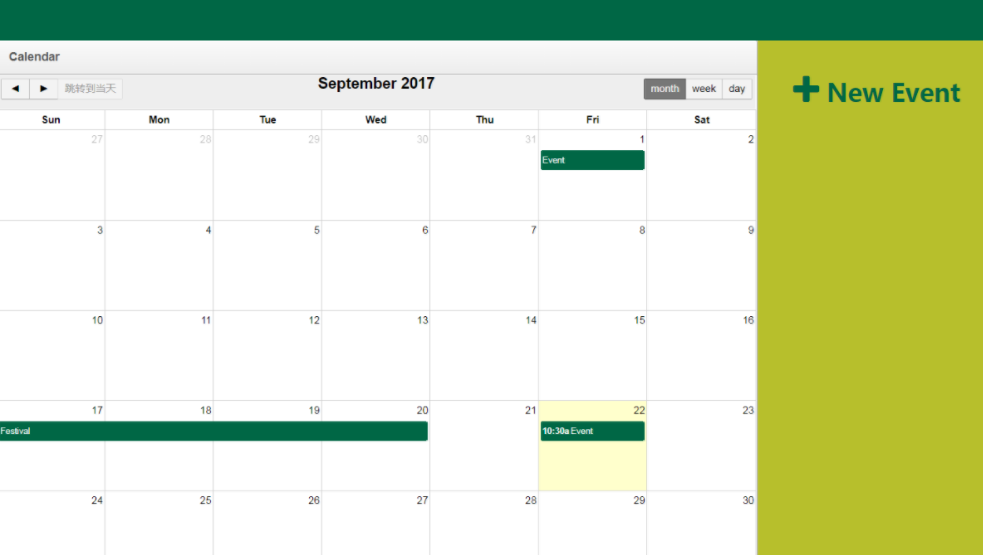 Calendar
◄ ► 跳转到当天 September 2017 month week day
+ New Event
Sun Mon Tue Wed Thu Fri Sat
27 28 29 30 31 1 2
Event
3 4 5 6 7 8 9
10 11 12 13 14 15 16
17 18 19 20 21 22 23
Festival 10:30a Event
24 25 26 27 28 29 30